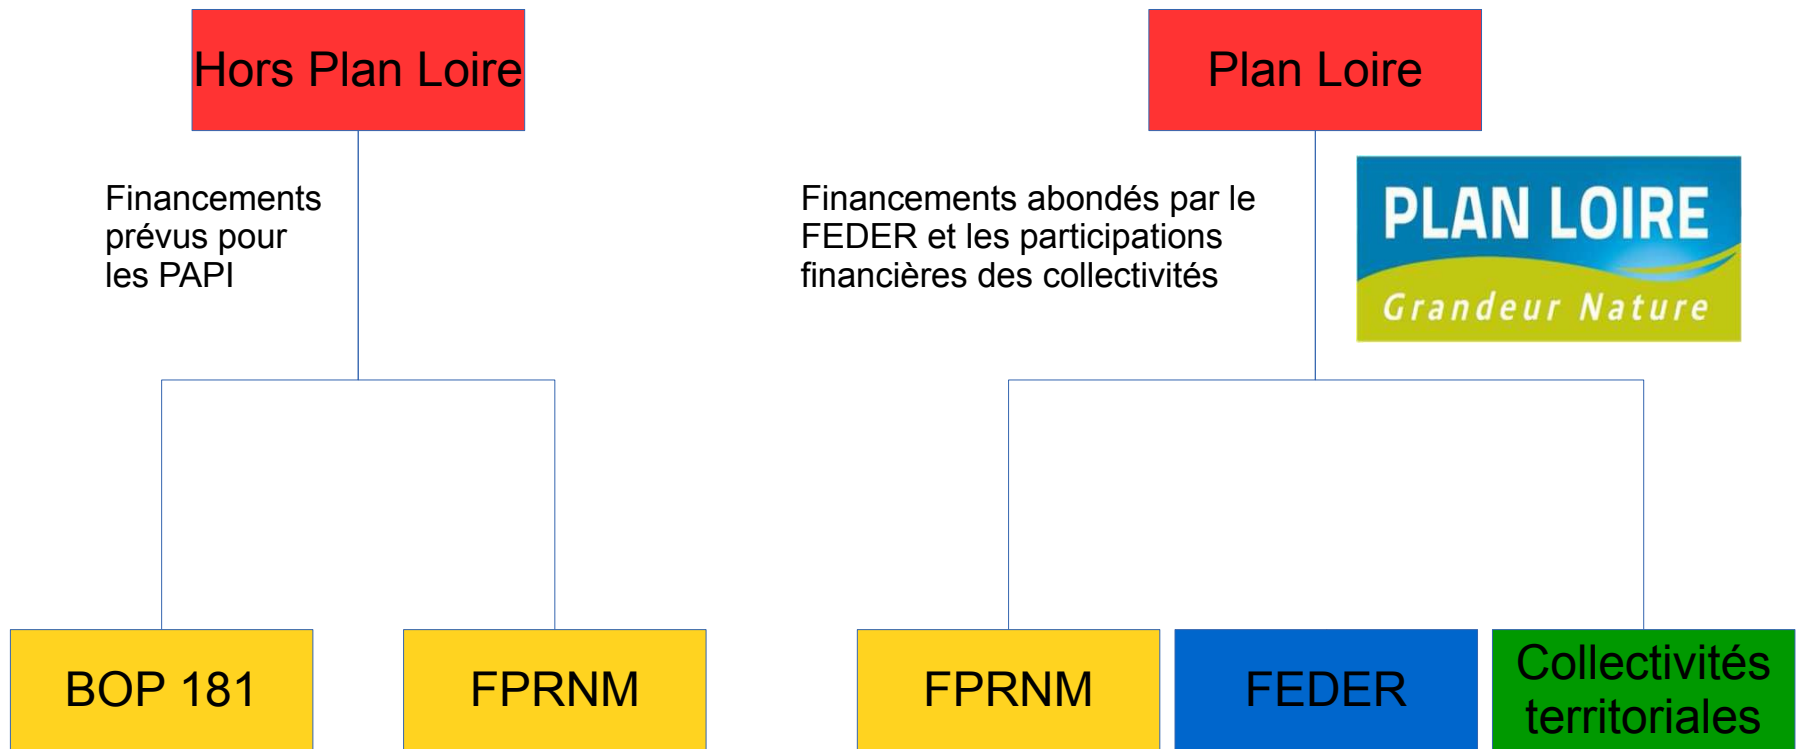 Hors Plan Loire
Plan Loire
Financements
prévus pour
les PAPI
Financements abondés par le
FEDER et les participations
financières des collectivités
PLAN LOIRE
Grandeur Nature
BOP 181
FPRNM
FPRNM
FEDER
Collectivités
territoriales